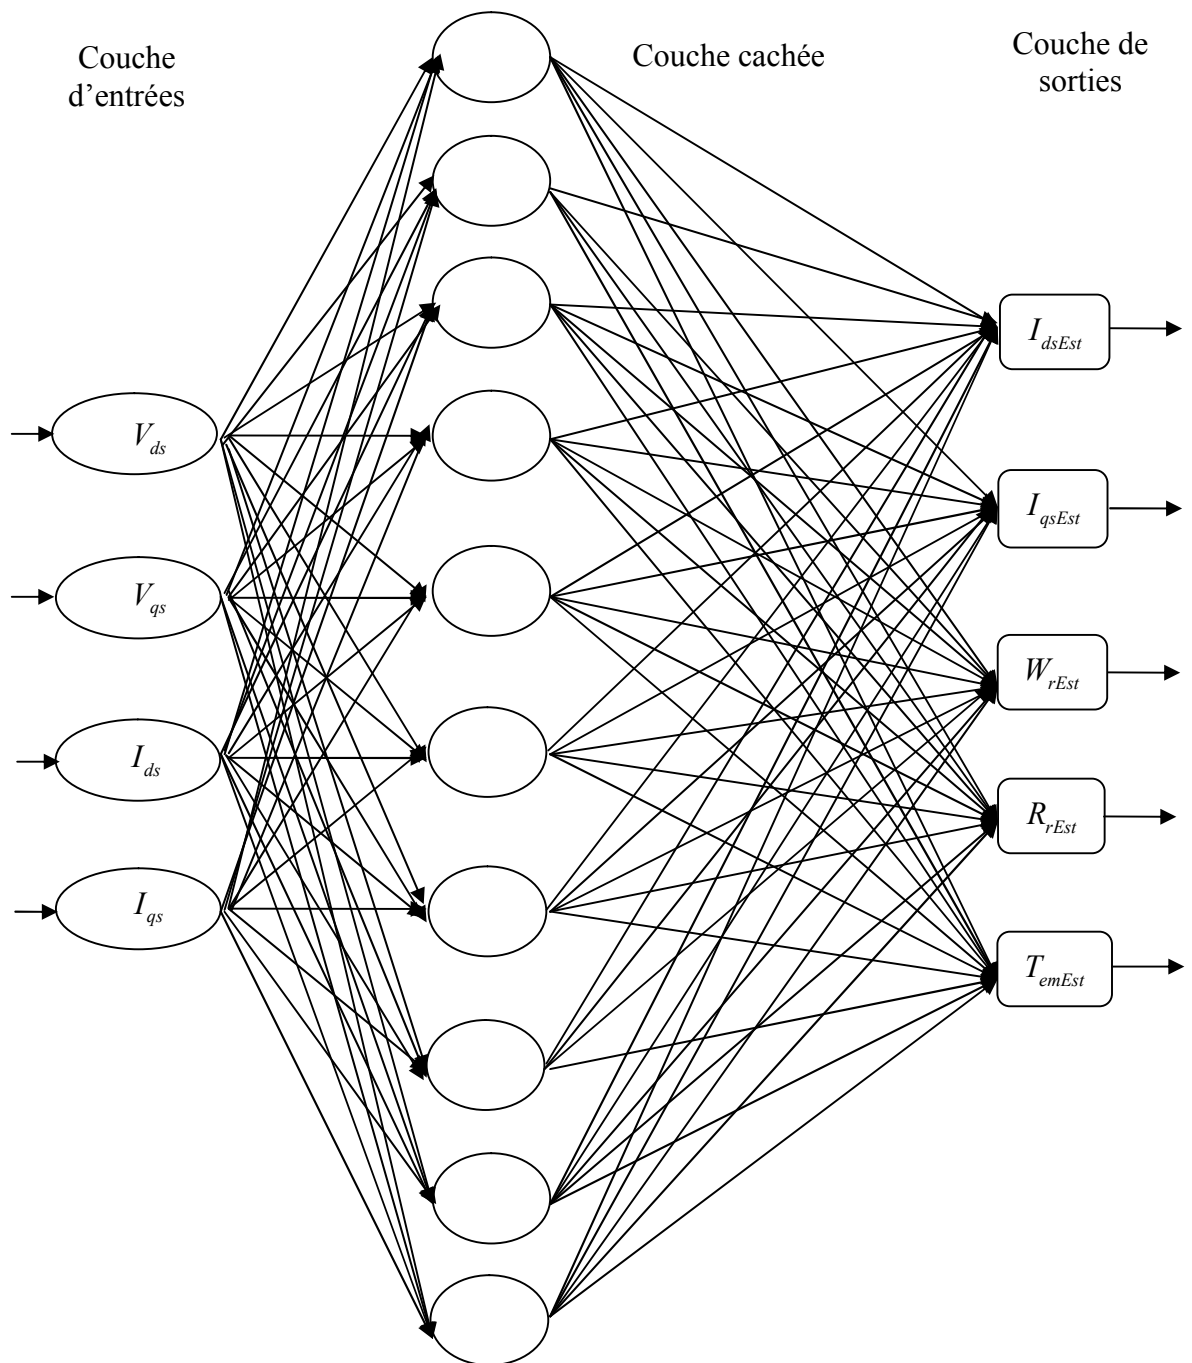 Couche
d’entrées
Couche cachée
Couche de
sorties
V_ds
V_qs
I_ds
I_qs
I_dsEst
I_qsEst
W_rEst
R_rEst
T_emEst